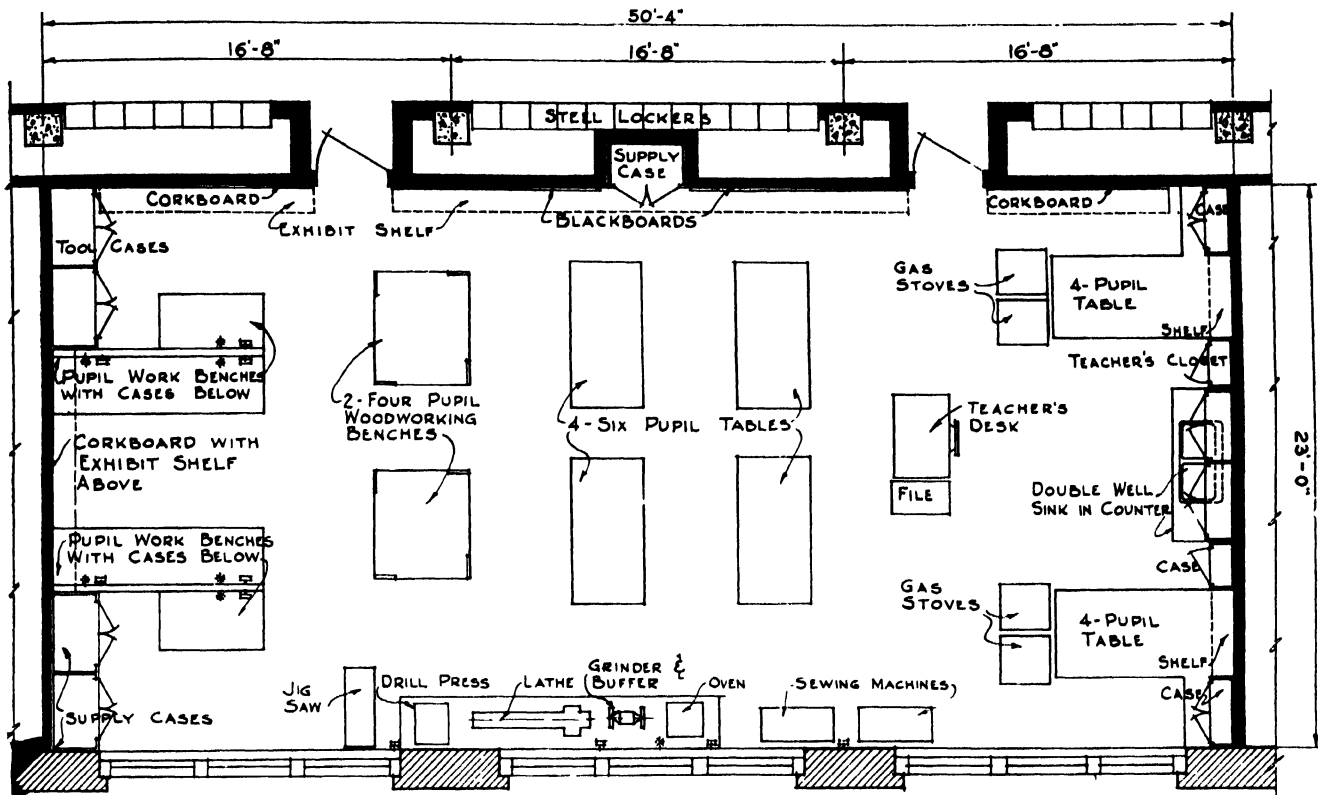 50'-4"
16'-8"
16'-8"
16'-8"
STEEL LOCKERS
SUPPLY
CASE
CORKBOARD
EXHIBIT SHELF
BLACKBOARDS
CORKBOARD
CASE
TOOL CASES
GAS
STOVES
4-PUPIL
TABLE
SHELF
TEACHER'S CLOSET
PUPIL WORK BENCHES
WITH CASES BELOW
2-FOUR PUPIL
WOODWORKING
BENCHES
4-SIX PUPIL TABLES
TEACHER'S
DESK
CORKBOARD WITH
EXHIBIT SHELF
ABOVE
FILE
DOUBLE WELL
SINK IN COUNTER
23'-0"
PUPIL WORK BENCHES
WITH CASES BELOW
CASE
GAS
STOVES
4-PUPIL
TABLE
SHELF
JIG
SAW
DRILL PRESS
LATHE
GRINDER &
BUFFER
OVEN
SEWING MACHINES
CASE
SUPPLY CASES